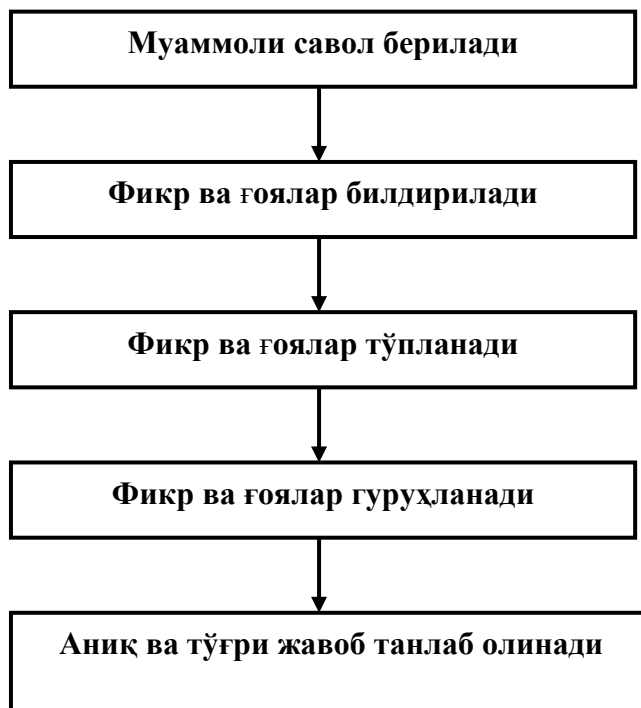 Муаммоли савол берилади
Фикр ва ғоялар билдирилади
Фикр ва ғоялар тўпланади
Фикр ва ғоялар гуруҳланади
Аниқ ва тўғри жавоб танлаб олинади